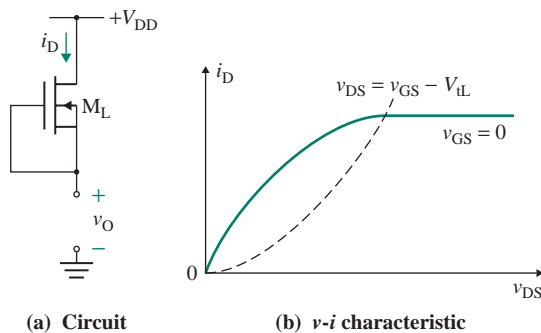 +V_DD
i_D
M_L
+
v_O
−
(a) Circuit
i_D
v_DS = v_GS − V_tL
v_GS = 0
0
v_DS
(b) v-i characteristic